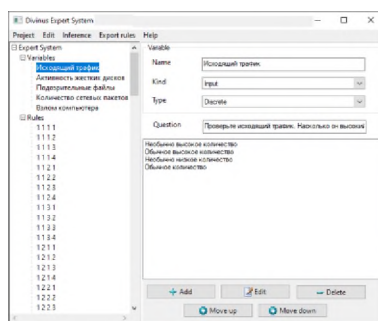 Divinus Expert System
Project Edit Inference Export rules Help
Expert System
Variables
Исходящий трафик
Активность жестких дисков
Подозрительные файлы
Количество сетевых пакетов
Взлом компьютера
Rules
1 1 1 1
1 1 1 2
1 1 1 3
1 1 1 4
1 1 2 1
1 1 2 2
1 1 2 3
1 1 2 4
1 1 3 1
1 1 3 2
1 1 3 3
1 1 3 4
1 2 1 1
1 2 1 2
1 2 1 3
1 2 1 4
1 2 2 1
1 2 2 2
1 2 2 3
Variable
Name Исходящий трафик
Kind Input
Type Discrete
Question Проверьте исходящий трафик. Насколько он высокий
Необычно высокое количество
Обычное высокое количество
Необычно низкое количество
Обычное количество
Add Edit Delete
Move up Move down